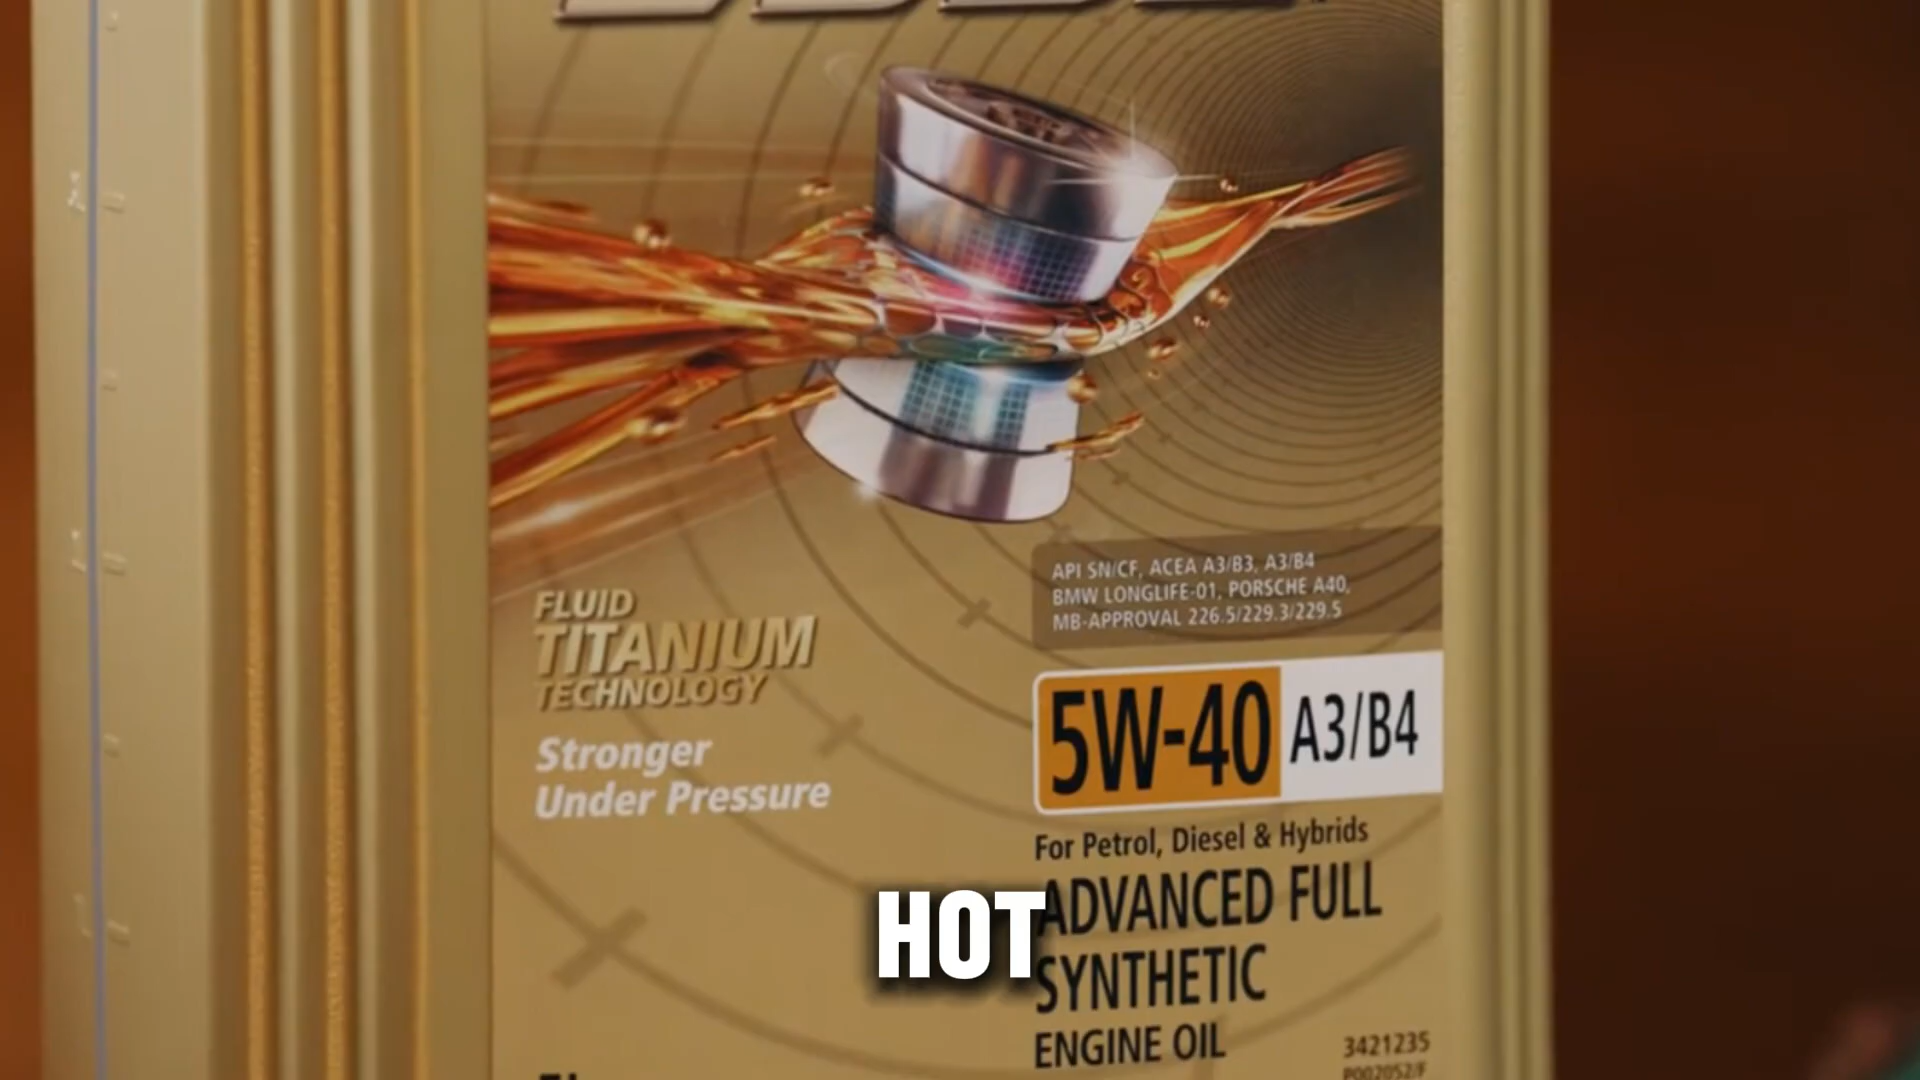 FLUID
TITANIUM
TECHNOLOGY
Stronger
Under Pressure
API SN/CF, ACEA A3/B3, A3/B4
BMW LONGLIFE-01, PORSCHE A40,
MB-APPROVAL 226.5/229.3/229.5
5W-40 A3/B4
For Petrol, Diesel & Hybrids
ADVANCED FULL
SYNTHETIC
ENGINE OIL
HOT
3421235
P002052/F